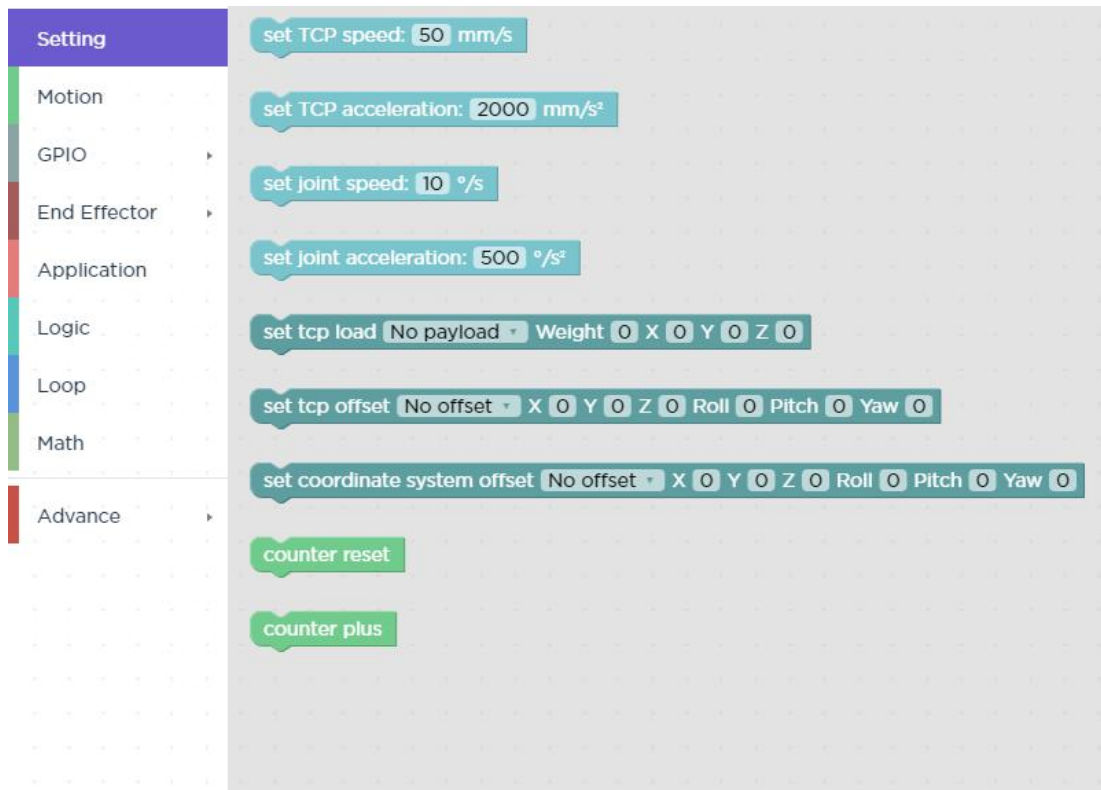 Setting
Motion
GPIO
End Effector
Application
Logic
Loop
Math
Advance
set TCP speed: 50 mm/s
set TCP acceleration: 2000 mm/s²
set joint speed: 10 °/s
set joint acceleration: 500 °/s²
set tcp load No payload Weight 0 X 0 Y 0 Z 0
set tcp offset No offset X 0 Y 0 Z 0 Roll 0 Pitch 0 Yaw 0
set coordinate system offset No offset X 0 Y 0 Z 0 Roll 0 Pitch 0 Yaw 0
counter reset
counter plus